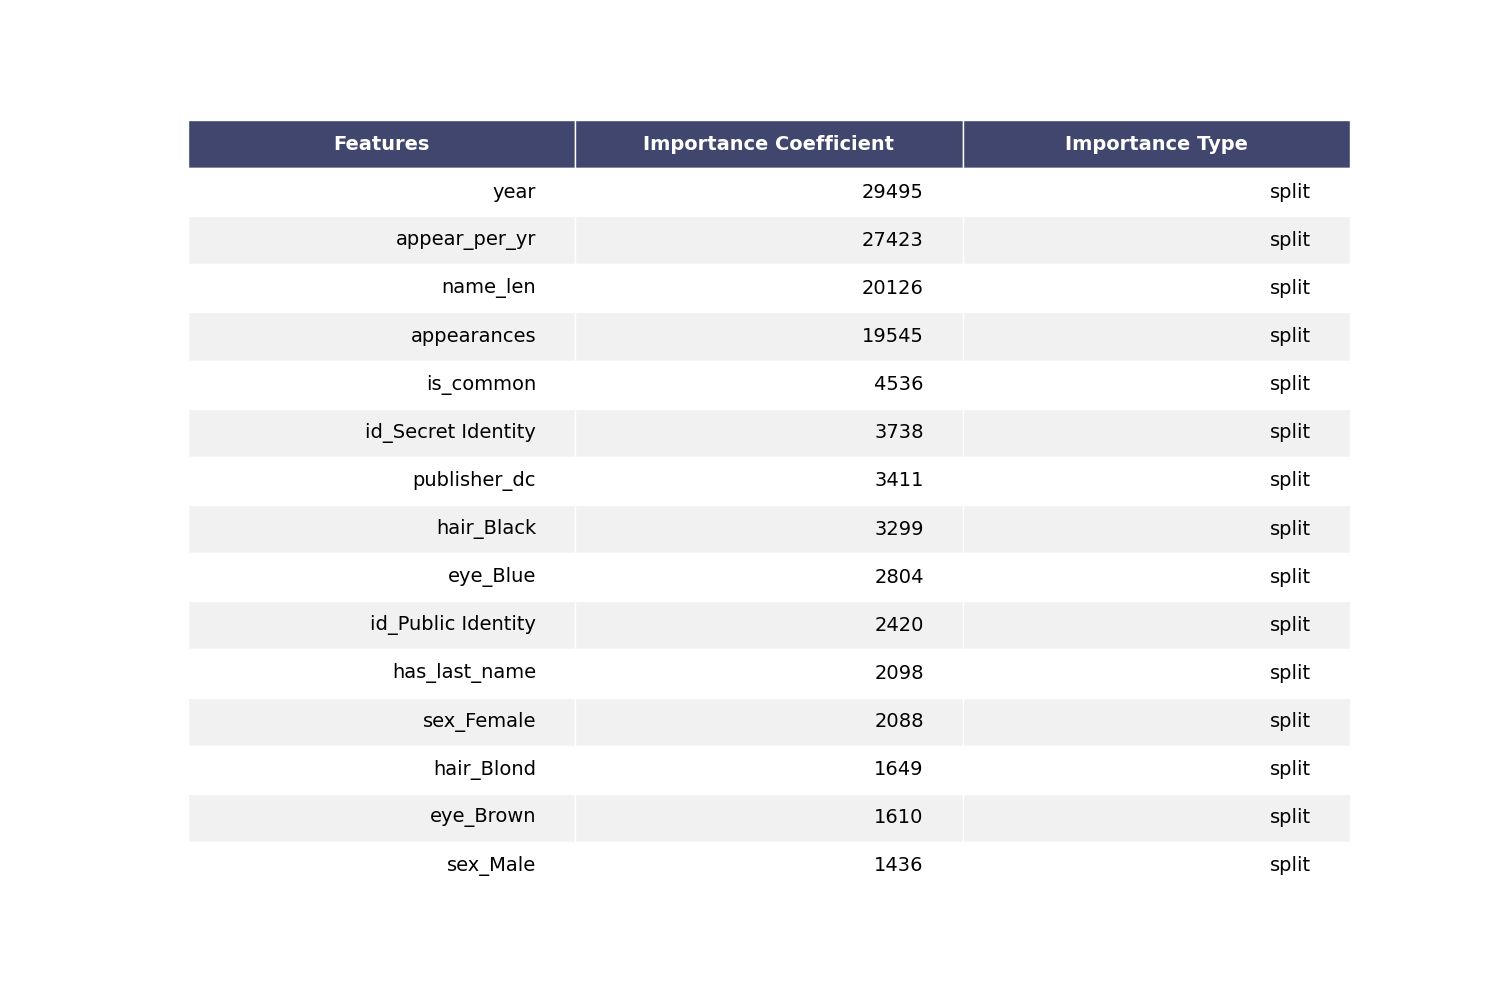 Features Importance Coefficient Importance Type
year 29495 split
appear_per_yr 27423 split
name_len 20126 split
appearances 19545 split
is_common 4536 split
id_Secret Identity 3738 split
publisher_dc 3411 split
hair_Black 3299 split
eye_Blue 2804 split
id_Public Identity 2420 split
has_last_name 2098 split
sex_Female 2088 split
hair_Blond 1649 split
eye_Brown 1610 split
sex_Male 1436 split